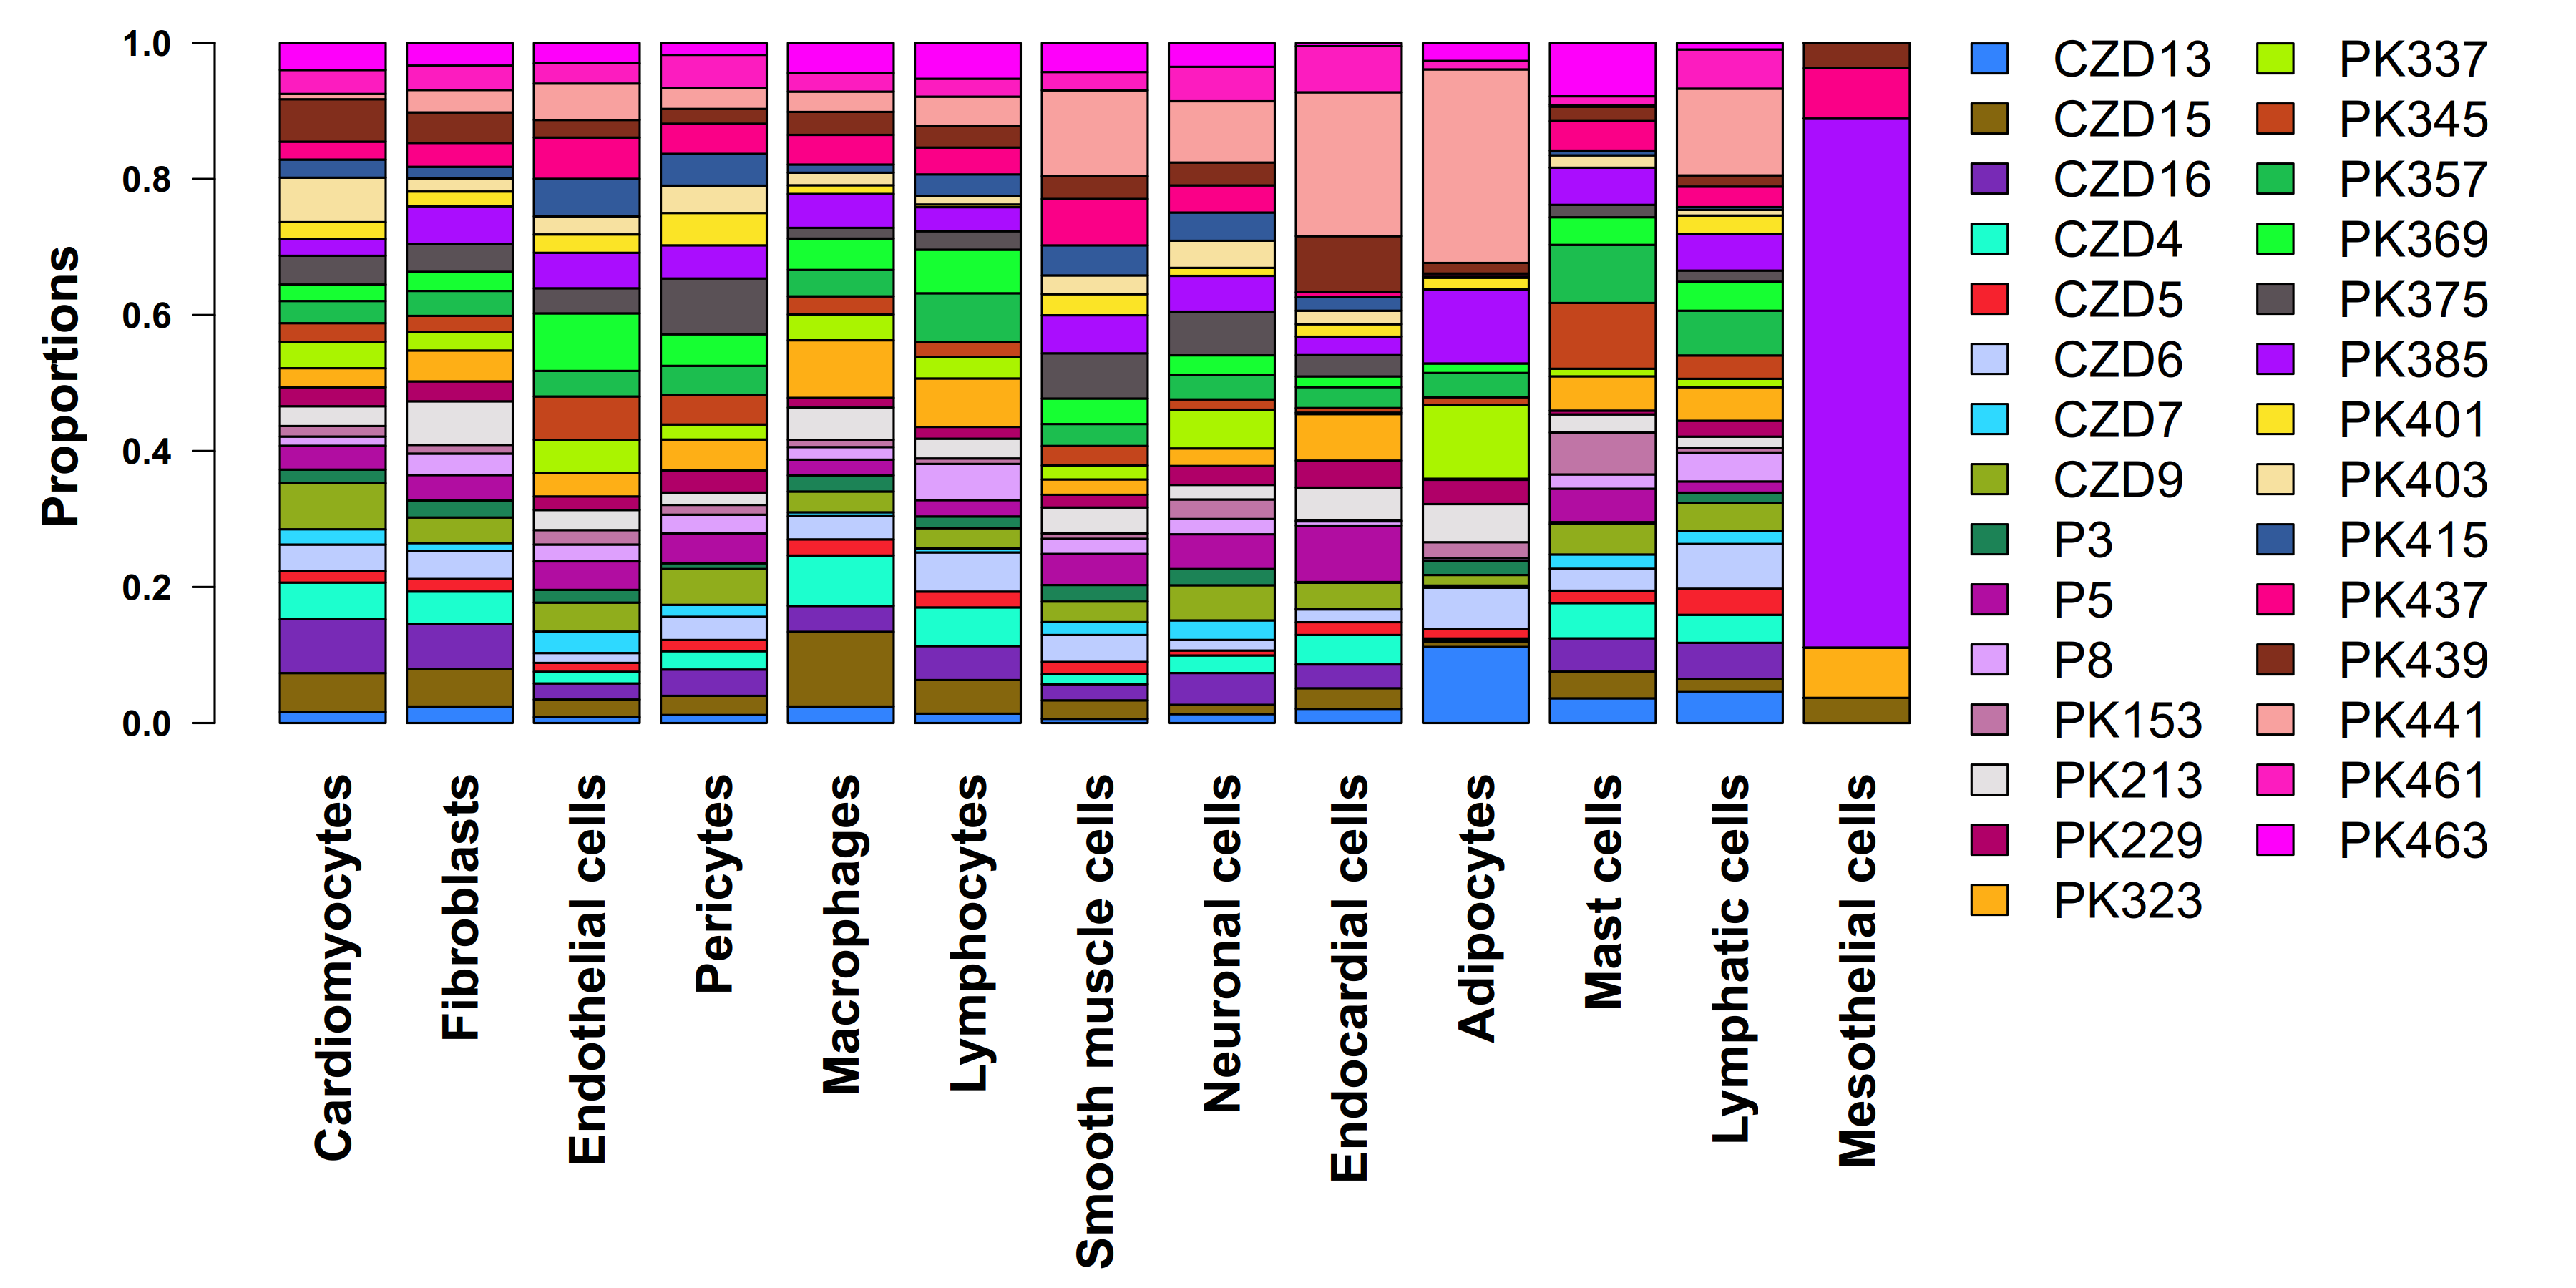 Proportions
1.0
0.8
0.6
0.4
0.2
0.0
Cardiomyocytes
Fibroblasts
Endothelial cells
Pericytes
Macrophages
Lymphocytes
Smooth muscle cells
Neuronal cells
Endocardial cells
Adipocytes
Mast cells
Lymphatic cells
Mesothelial cells
CZD13
CZD15
CZD16
CZD4
CZD5
CZD6
CZD7
CZD9
P3
P5
P8
PK153
PK213
PK229
PK323
PK337
PK345
PK357
PK369
PK375
PK385
PK401
PK403
PK415
PK437
PK439
PK441
PK461
PK463